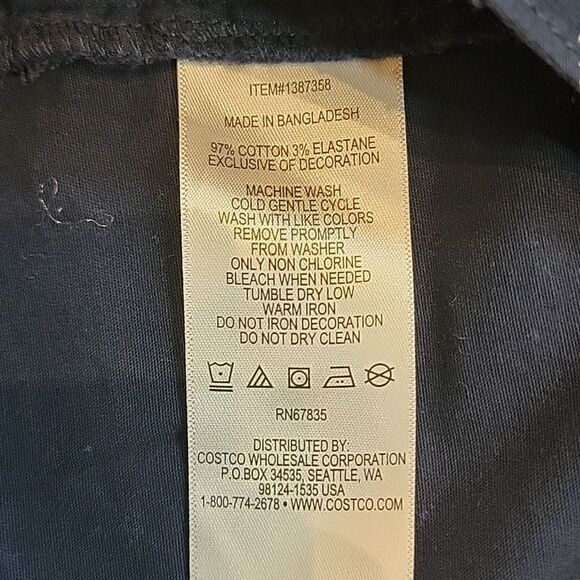 ITEM#1387358
MADE IN BANGLADESH
97% COTTON 3% ELASTANE
EXCLUSIVE OF DECORATION
MACHINE WASH
COLD GENTLE CYCLE
WASH WITH LIKE COLORS
REMOVE PROMPTLY
FROM WASHER
ONLY NON CHLORINE
BLEACH WHEN NEEDED
TUMBLE DRY LOW
WARM IRON
DO NOT IRON DECORATION
DO NOT DRY CLEAN
RN67835
DISTRIBUTED BY:
COSTCO WHOLESALE CORPORATION
P.O.BOX 34535, SEATTLE, WA
98124-1535 USA
1-800-774-2678 • WWW.COSTCO.COM